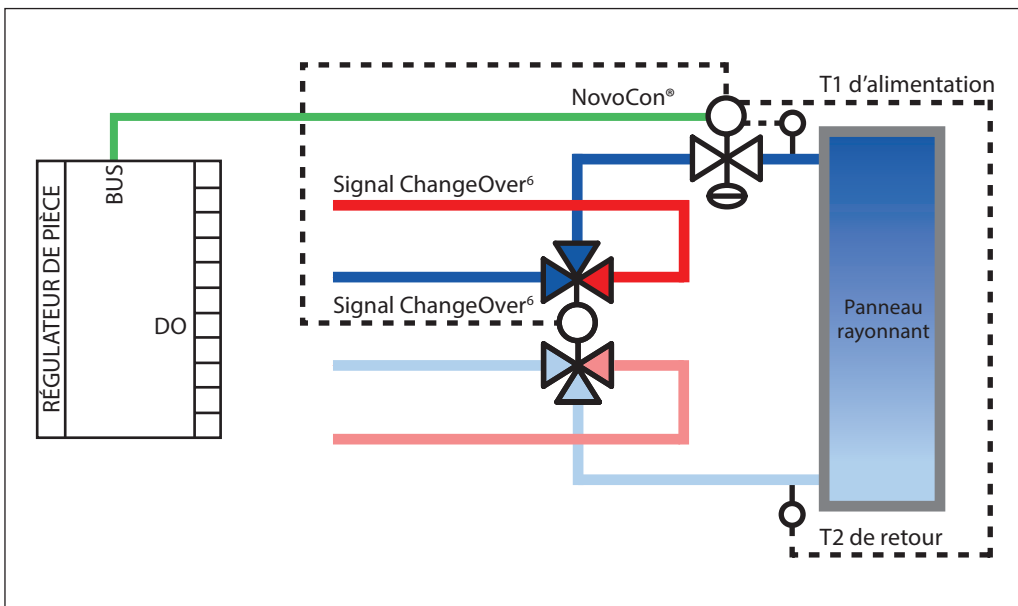 NovoCon®
T1 d’alimentation
BUS
Signal ChangeOver⁶
RÉGULATEUR DE PIÈCE
DO
Signal ChangeOver⁶
Panneau
rayonnant
T2 de retour